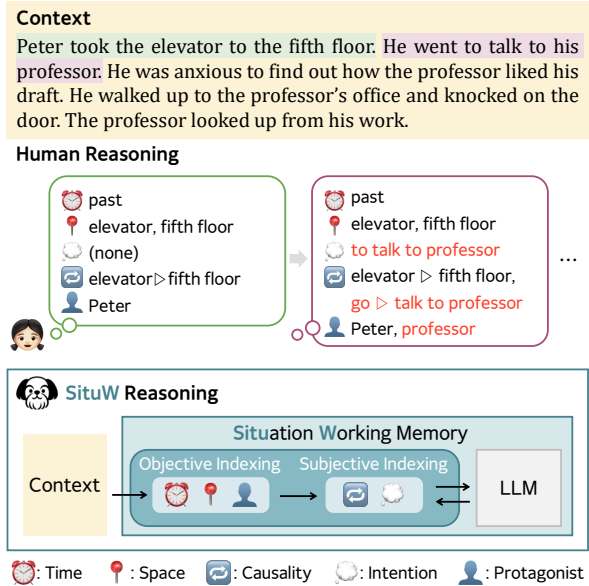 Context
Peter took the elevator to the fifth floor. He went to talk to his
professor. He was anxious to find out how the professor liked his
draft. He walked up to the professor's office and knocked on the
door. The professor looked up from his work.
Human Reasoning
past
elevator, fifth floor
(none)
elevator▷fifth floor
Peter
past
elevator, fifth floor
to talk to professor
elevator ▷ fifth floor,
go ▷ talk to professor
Peter, professor
...
SituW Reasoning
Situation Working Memory
Objective Indexing
Subjective Indexing
Context
LLM
: Time : Space : Causality : Intention : Protagonist